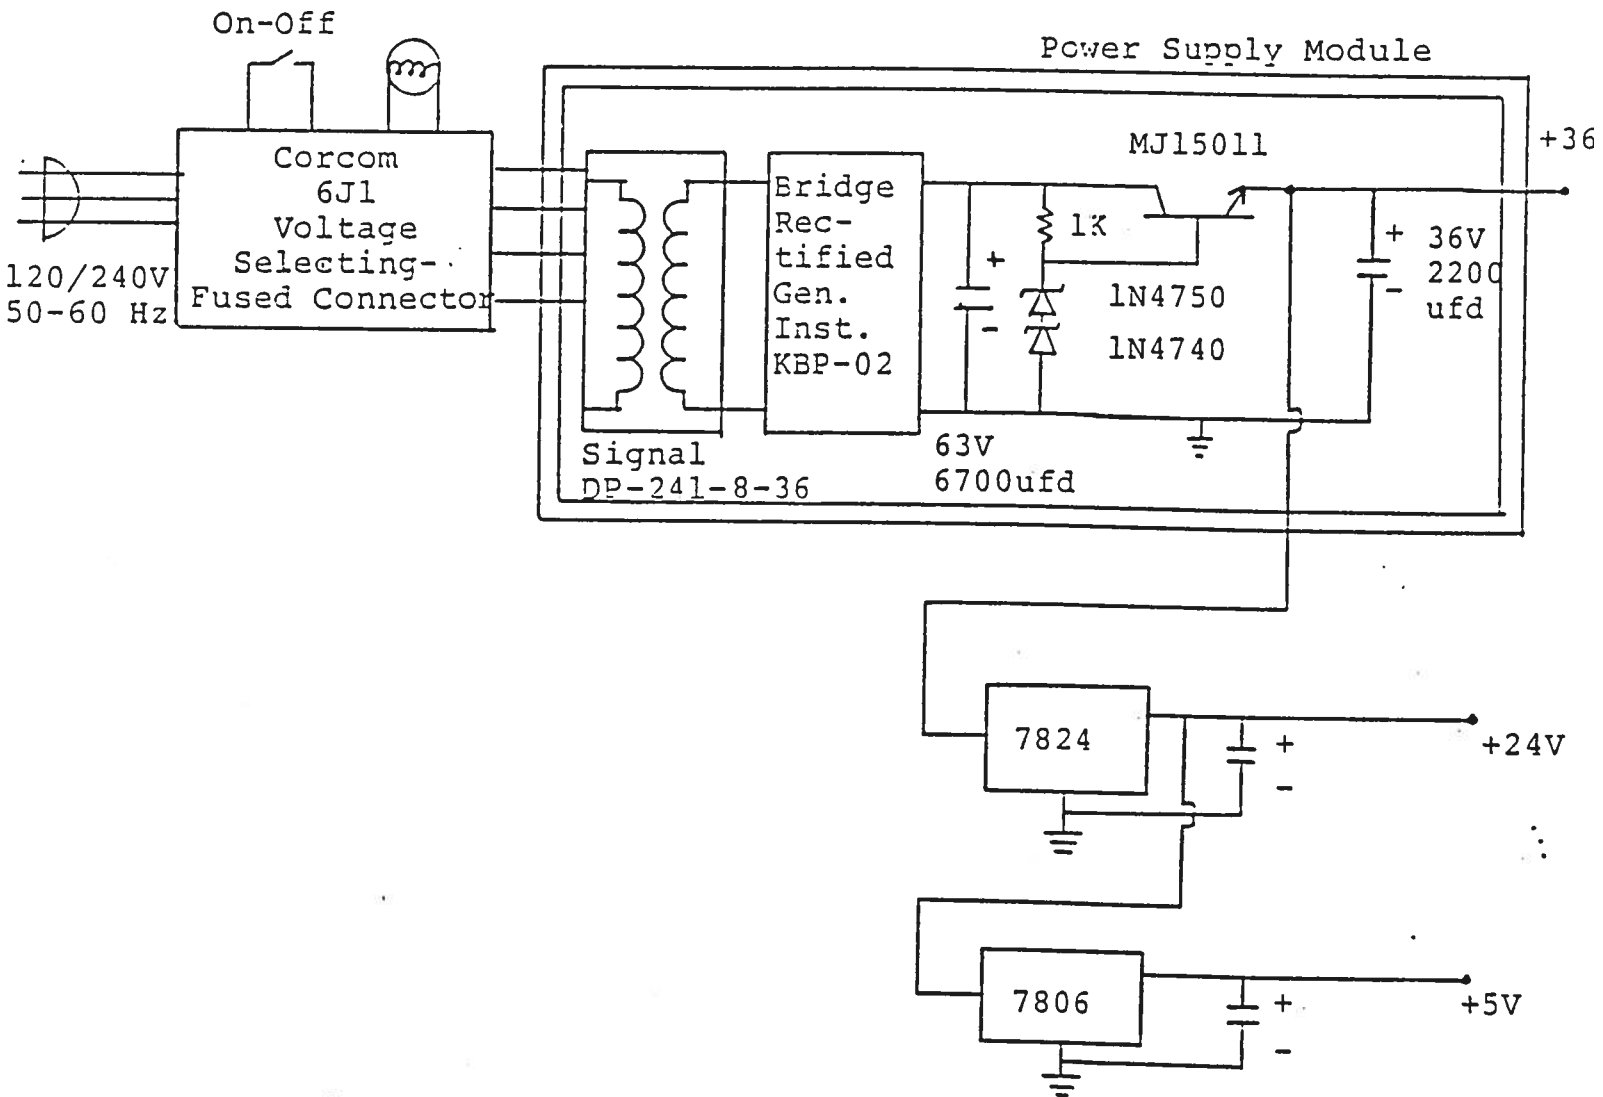 On-Off
Power Supply Module
Corcom
6J1
Voltage
Selecting-
Fused Connector
120/240V
50-60 Hz
Signal
DP-241-8-36
Bridge
Rec-
tified
Gen.
Inst.
KBP-02
+
-
63V
6700ufd
1K
1N4750
1N4740
MJ15011
+36
+
-
36V
2200
ufd
7824
+
-
+24V
7806
+
-
+5V